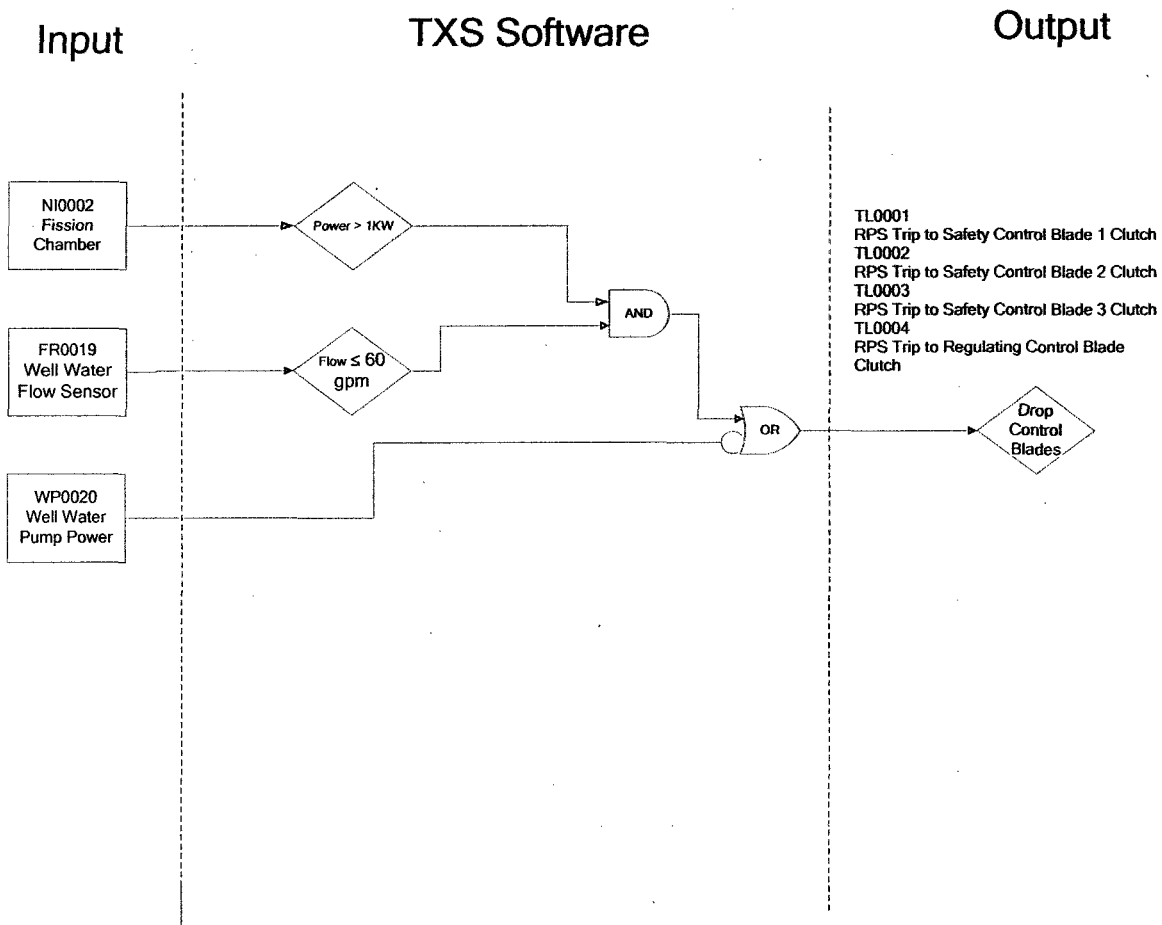 Input
TXS Software
Output
NI0002
Fission
Chamber
Power > 1KW
TL0001
RPS Trip to Safety Control Blade 1 Clutch
TL0002
RPS Trip to Safety Control Blade 2 Clutch
TL0003
RPS Trip to Safety Control Blade 3 Clutch
TL0004
RPS Trip to Regulating Control Blade
Clutch
AND
FR0019
Well Water
Flow Sensor
Flow ≤ 60
gpm
OR
Drop
Control
Blades
WP0020
Well Water
Pump Power